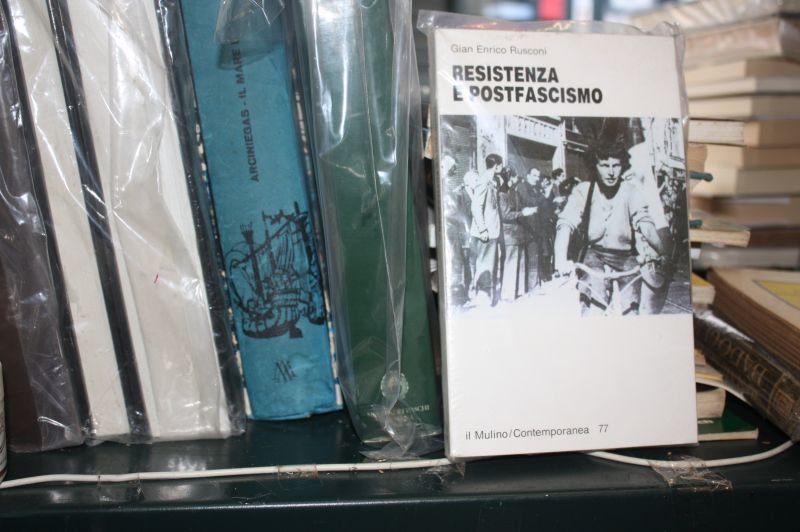 Gian Enrico Rusconi
RESISTENZA
E POSTFASCISMO
il Mulino/Contemporanea 77
ARCINIEGAS - IL MARE